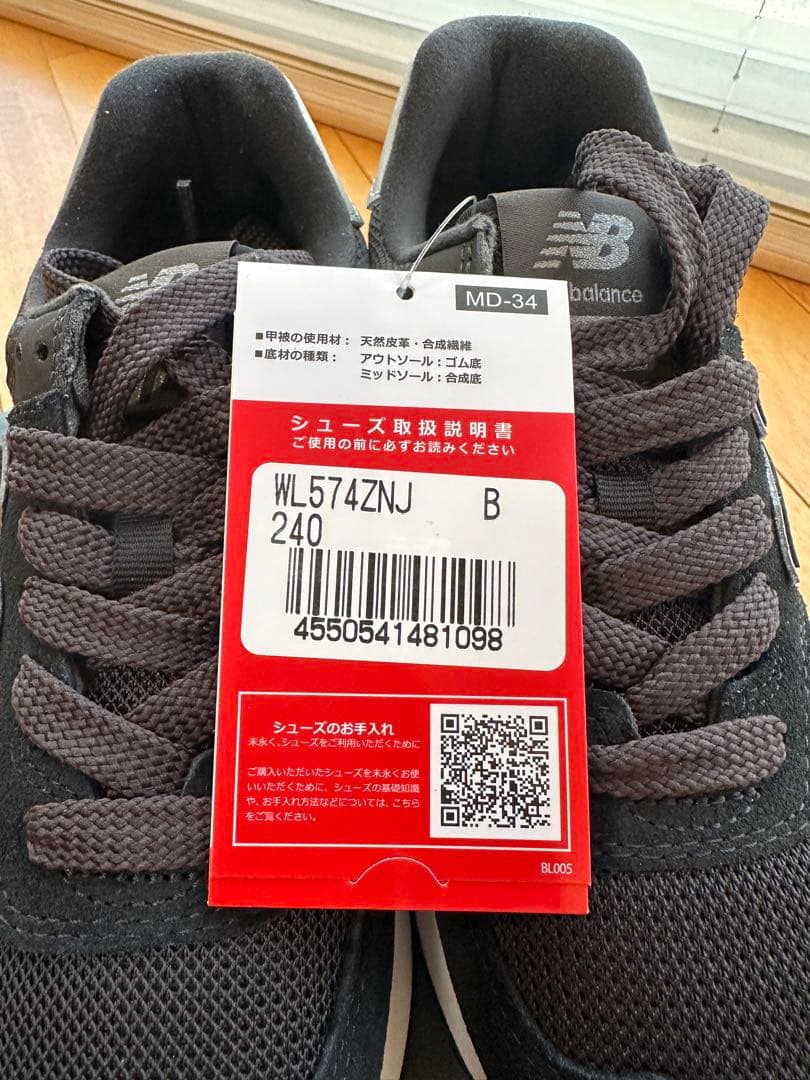 NB
NB
balance
MD-34
■甲被の使用材： 天然皮革・合成繊維
■底材の種類： アウトソール：ゴム底
ミッドソール：合成底
シューズ取扱説明書
ご使用の前に必ずお読みください
WL574ZNJ B
240
4550541481098
シューズのお手入れ
末永く、シューズをご利用いただくために
ご購入いただいたシューズを末永くお使
いいただくために、シューズの基礎知識
や、お手入れ方法などについては、こちら
をご覧ください。
BL005